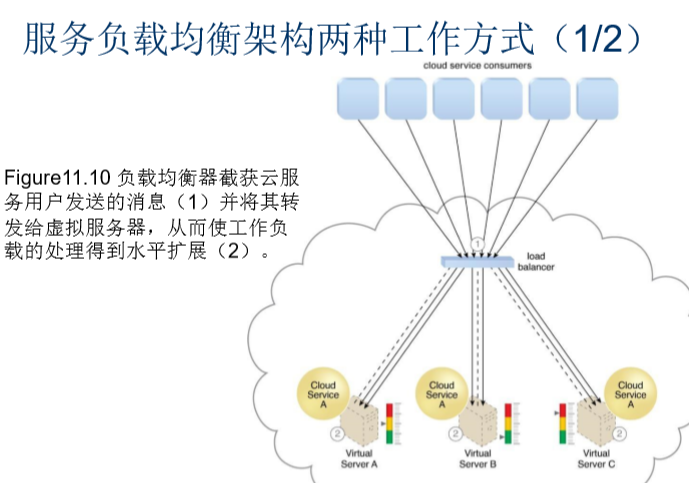 服务负载均衡架构两种工作方式（1/2）
cloud service consumers
Figure11.10 负载均衡器截获云服
务用户发送的消息（1）并将其转
发给虚拟服务器，从而使工作负
载的处理得到水平扩展（2）。
1
load
balancer
Cloud
Service
A
2
Virtual
Server A
Cloud
Service
A
2
Virtual
Server B
Cloud
Service
A
2
Virtual
Server C